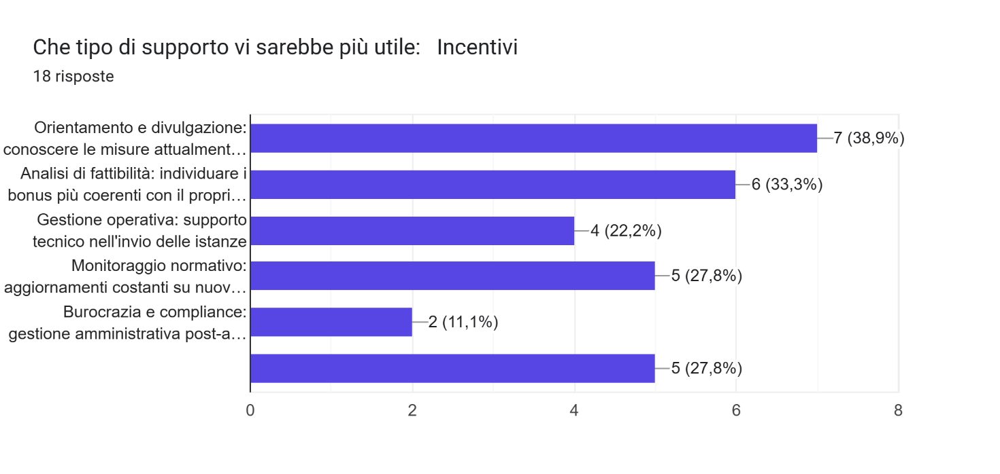 Che tipo di supporto vi sarebbe più utile:   Incentivi
18 risposte
Orientamento e divulgazione:
conoscere le misure attualment…
7 (38,9%)
Analisi di fattibilità: individuare i
bonus più coerenti con il propri…
6 (33,3%)
Gestione operativa: supporto
tecnico nell'invio delle istanze
4 (22,2%)
Monitoraggio normativo:
aggiornamenti costanti su nuov…
5 (27,8%)
Burocrazia e compliance:
gestione amministrativa post-a…
2 (11,1%)
5 (27,8%)
0 2 4 6 8